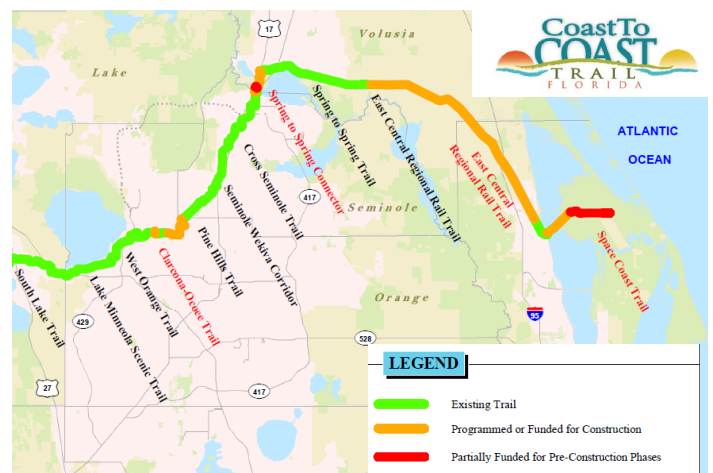 Coast To
COAST
TRAIL
FLORIDA
17
Volusia
Lake
ATLANTIC
OCEAN
Spring to Spring Connector
Spring to Spring Trail
East Central Regional Rail Trail
East Central
Regional Rail Trail
Cross Seminole Trail
417
Seminole
Seminole Wekiva Corridor
Pine Hills Trail
Space Coast Trail
Clarcona-Ocoee Trail
West Orange Trail
Lake Minneola Scenic Trail
South Lake Trail
Orange
429
95
528
27
417
LEGEND
Existing Trail
Programmed or Funded for Construction
Partially Funded for Pre-Construction Phases